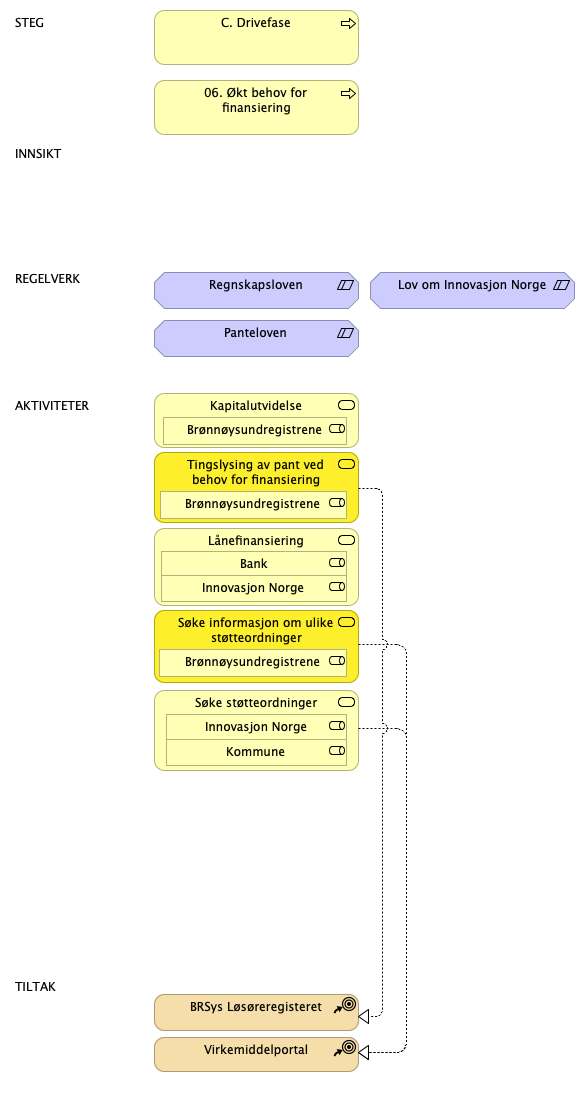 STEG
C. Drivefase
06. Økt behov for
finansiering
INNSIKT
REGELVERK
Regnskapsloven
Lov om Innovasjon Norge
Panteloven
AKTIVITETER
Kapitalutvidelse
Brønnøysundregistrene
Tingslysing av pant ved
behov for finansiering
Brønnøysundregistrene
Lånefinansiering
Bank
Innovasjon Norge
Søke informasjon om ulike
støtteordninger
Brønnøysundregistrene
Søke støtteordninger
Innovasjon Norge
Kommune
TILTAK
BRSys Løsøreregisteret
Virkemiddelportal